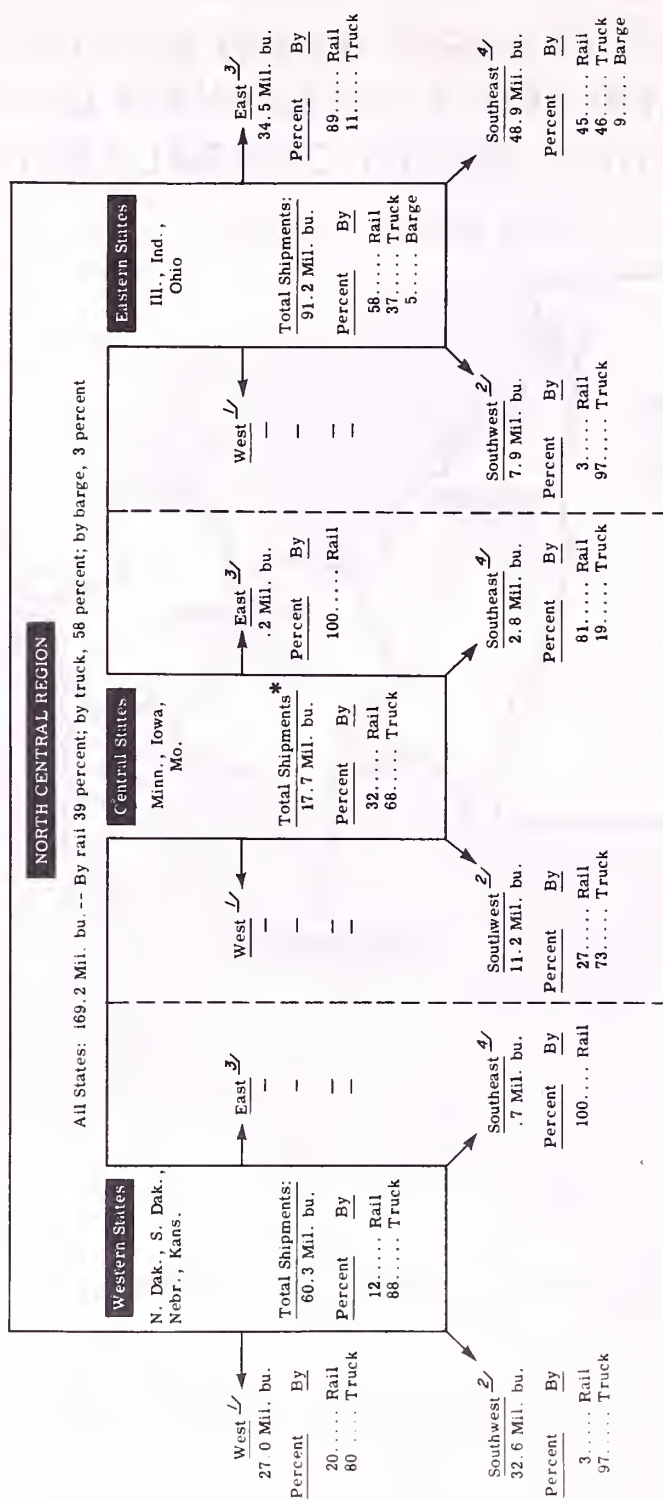 NORTH CENTRAL REGION
All States: 169.2 Mil. bu. -- By rail 39 percent; by truck, 58 percent; by barge, 3 percent
Western States
N. Dak., S. Dak.,
Nebr., Kans.
Total Shipments:
60.3 Mil. bu.
Percent By
12..... Rail
88..... Truck
West 1/
27.0 Mil. bu.
Percent By
20..... Rail
80 .... Truck
Southwest 2/
32.6 Mil. bu.
Percent By
3..... Rail
97..... Truck
East 3/
—
—
—
—
Southeast 4/
.7 Mil. bu.
Percent By
100.... Rail
Central States
Minn., Iowa,
Mo.
Total Shipments*
17.7 Mil. bu.
Percent By
32..... Rail
68..... Truck
West 1/
—
—
—
—
Southwest 2/
11.2 Mil. bu.
Percent By
27..... Rail
73..... Truck
East 3/
.2 Mil. bu.
Percent By
100..... Rail
Southeast 4/
2.8 Mil. bu.
Percent By
81..... Rail
19..... Truck
Eastern States
Ill., Ind.,
Ohio
Total Shipments:
91.2 Mil. bu.
Percent By
58..... Rail
37..... Truck
5..... Barge
West 1/
—
—
—
—
Southwest 2/
7.9 Mil. bu.
Percent By
3..... Rail
97..... Truck
East 3/
34.5 Mil. bu.
Percent By
89..... Rail
11..... Truck
Southeast 4/
48.9 Mil. bu.
Percent By
45..... Rail
46..... Truck
9..... Barge